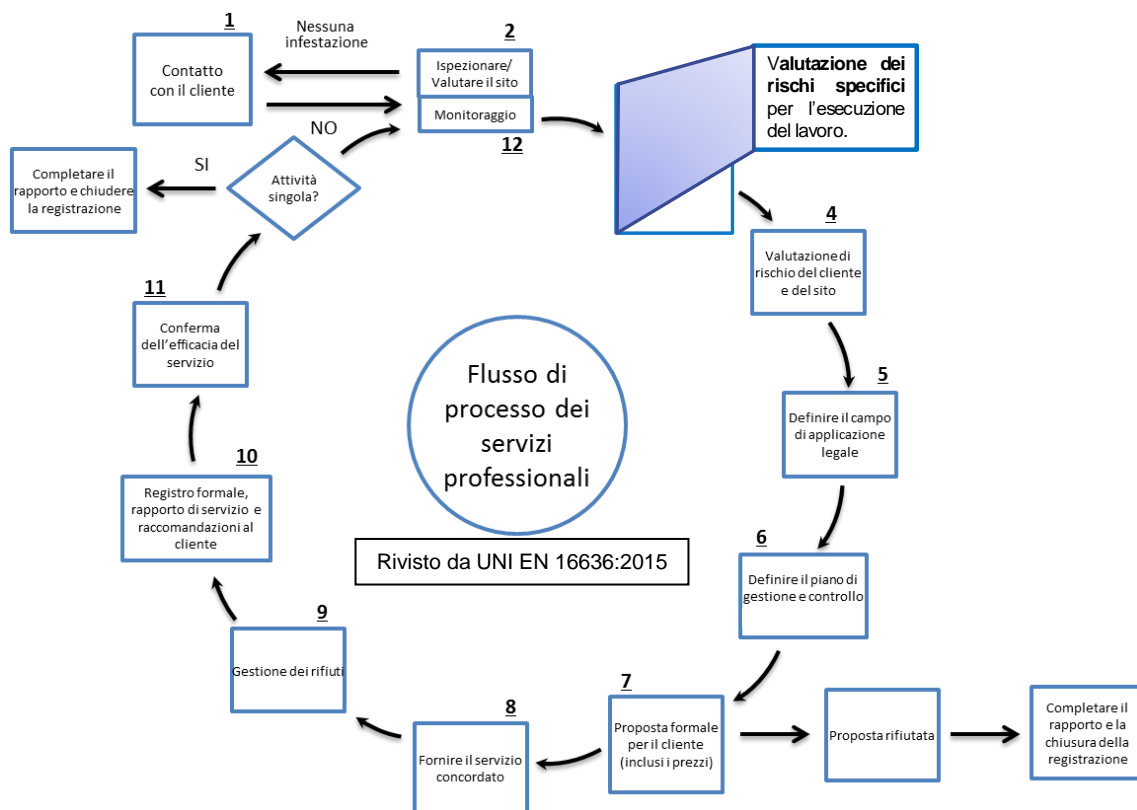 1
Contatto
con il cliente
Nessuna
infestazione
2
Ispezionare/
Valutare il sito
Monitoraggio
12
Valutazione dei
rischi specifici
per l'esecuzione
del lavoro.
4
Valutazione di
rischio del cliente
e del sito
5
Definire il campo
di applicazione
legale
6
Definire il piano di
gestione e controllo
7
Proposta formale
per il cliente
(inclusi i prezzi)
Proposta rifiutata
Completare il
rapporto e la
chiusura della
registrazione
8
Fornire il servizio
concordato
9
Gestione dei rifiuti
10
Registro formale,
rapporto di servizio e
raccomandazioni al
cliente
11
Conferma
dell'efficacia del
servizio
Attività
singola?
NO
SI
Completare il
rapporto e chiudere
la registrazione
Flusso di
processo dei
servizi
professionali
Rivisto da UNI EN 16636:2015